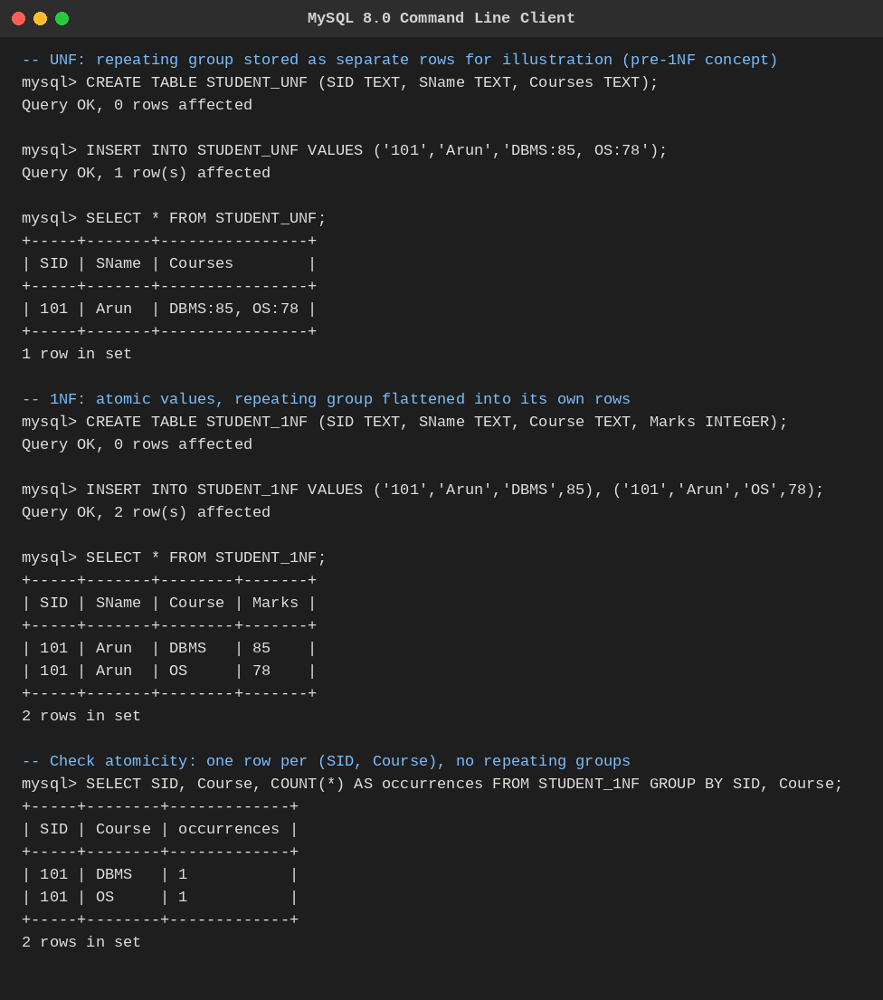 MySQL 8.0 Command Line Client
-- UNF: repeating group stored as separate rows for illustration (pre-1NF concept)
mysql> CREATE TABLE STUDENT_UNF (SID TEXT, SName TEXT, Courses TEXT);
Query OK, 0 rows affected
mysql> INSERT INTO STUDENT_UNF VALUES ('101','Arun','DBMS:85, OS:78');
Query OK, 1 row(s) affected
mysql> SELECT * FROM STUDENT_UNF;
+-----+-------+----------------+
| SID | SName | Courses        |
+-----+-------+----------------+
| 101 | Arun  | DBMS:85, OS:78 |
+-----+-------+----------------+
1 row in set
-- 1NF: atomic values, repeating group flattened into its own rows
mysql> CREATE TABLE STUDENT_1NF (SID TEXT, SName TEXT, Course TEXT, Marks INTEGER);
Query OK, 0 rows affected
mysql> INSERT INTO STUDENT_1NF VALUES ('101','Arun','DBMS',85), ('101','Arun','OS',78);
Query OK, 2 row(s) affected
mysql> SELECT * FROM STUDENT_1NF;
+-----+-------+--------+-------+
| SID | SName | Course | Marks |
+-----+-------+--------+-------+
| 101 | Arun  | DBMS   | 85    |
| 101 | Arun  | OS     | 78    |
+-----+-------+--------+-------+
2 rows in set
-- Check atomicity: one row per (SID, Course), no repeating groups
mysql> SELECT SID, Course, COUNT(*) AS occurrences FROM STUDENT_1NF GROUP BY SID, Course;
+-----+--------+-------------+
| SID | Course | occurrences |
+-----+--------+-------------+
| 101 | DBMS   | 1           |
| 101 | OS     | 1           |
+-----+--------+-------------+
2 rows in set